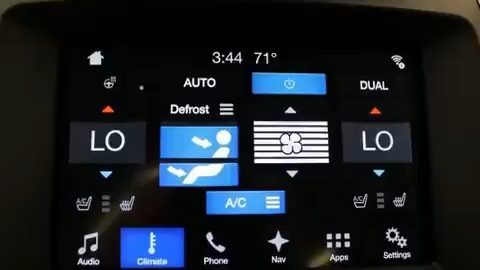 3:44 71°
AUTO DUAL
Defrost
LO LO
A/C
A/C A/C
Audio Climate Phone Nav Apps Settings